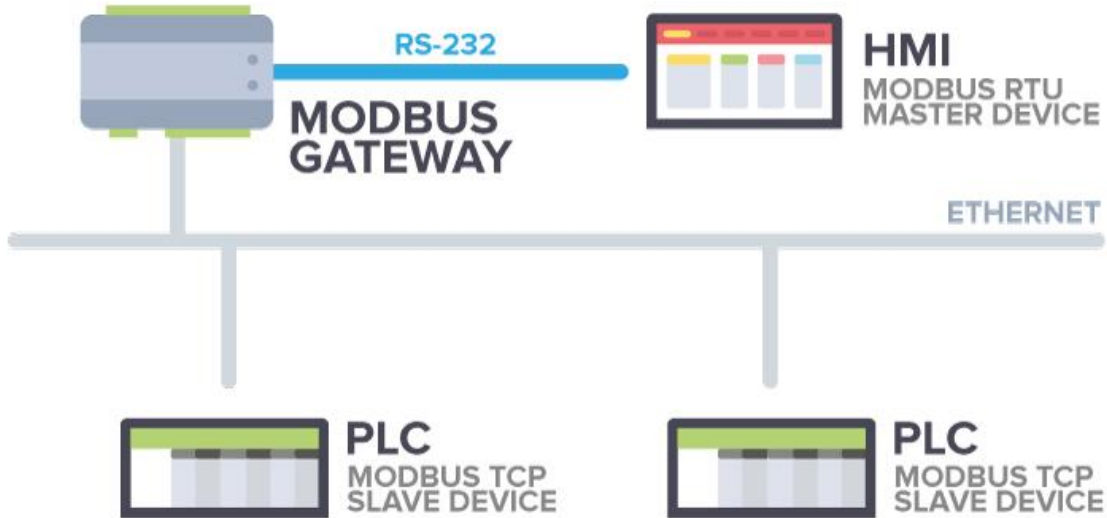 RS-232
MODBUS
GATEWAY
HMI
MODBUS RTU
MASTER DEVICE
ETHERNET
PLC
MODBUS TCP
SLAVE DEVICE
PLC
MODBUS TCP
SLAVE DEVICE